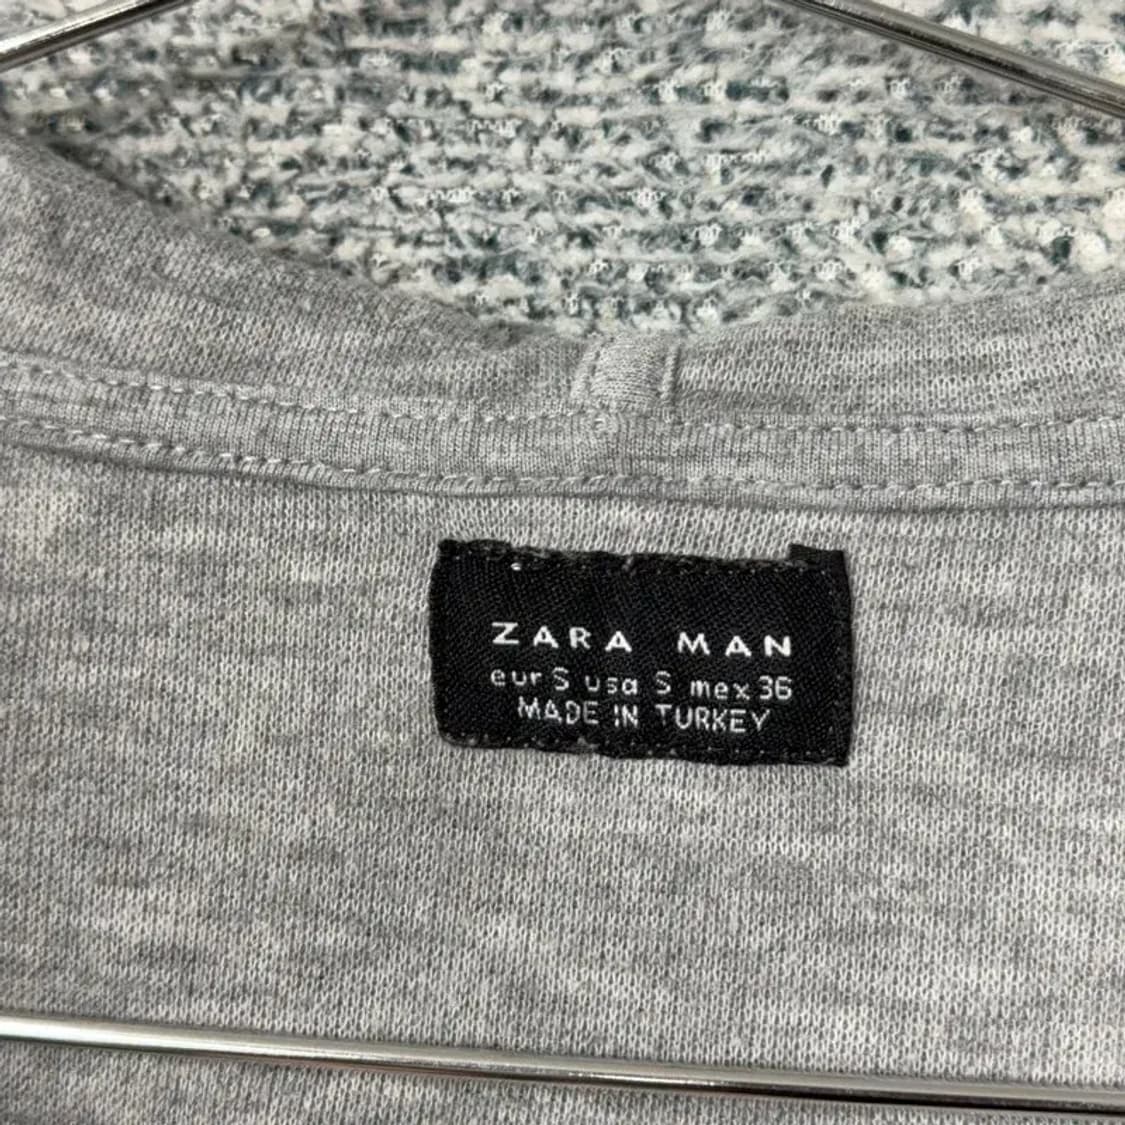 ZARA MAN
eur S usa S mex 36
MADE IN TURKEY